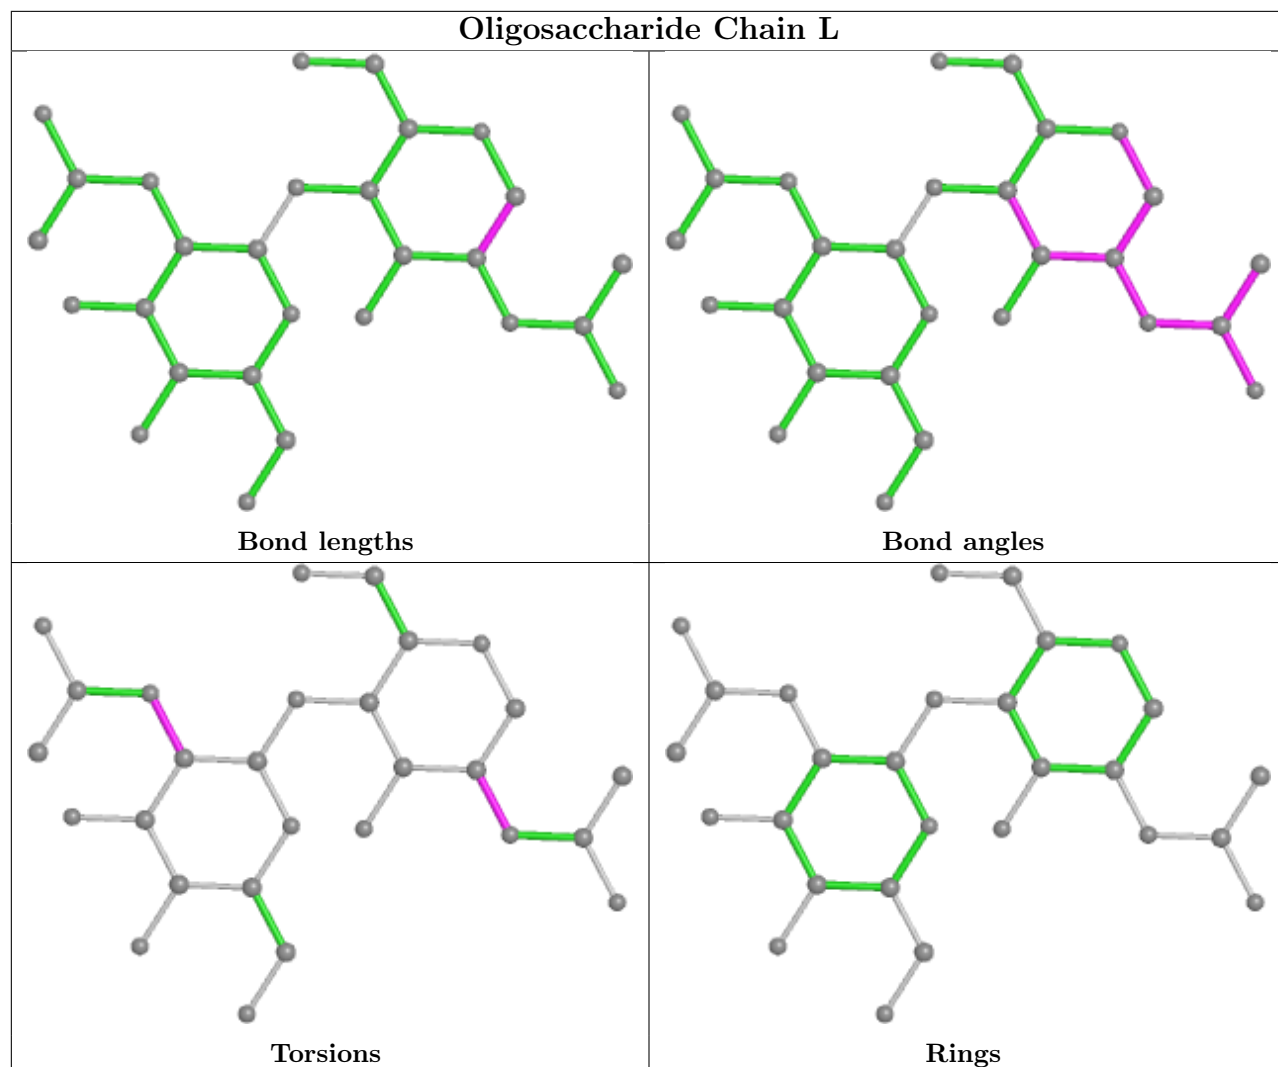 Oligosaccharide Chain L
Bond lengths
Bond angles
Torsions
Rings